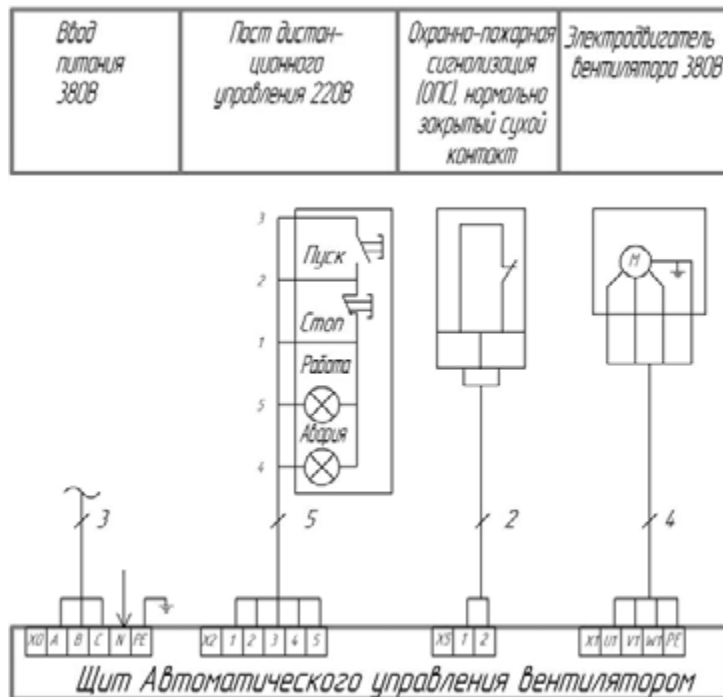 Ввод
питания
380В
Пост дистан-
ционного
управления 220В
Охранно-пожарная
сигнализация
(ОПС), нормально
закрытый сухой
контакт
Электродвигатель
вентилятора 380В
3
Пуск
2
Стоп
1
Работа
5
Авария
4
М
3
5
2
4
X0 A B C N PE
X2 1 2 3 4 5
X5 1 2
X1 U1 V1 W1 PE
Щит Автоматического управления вентилятором